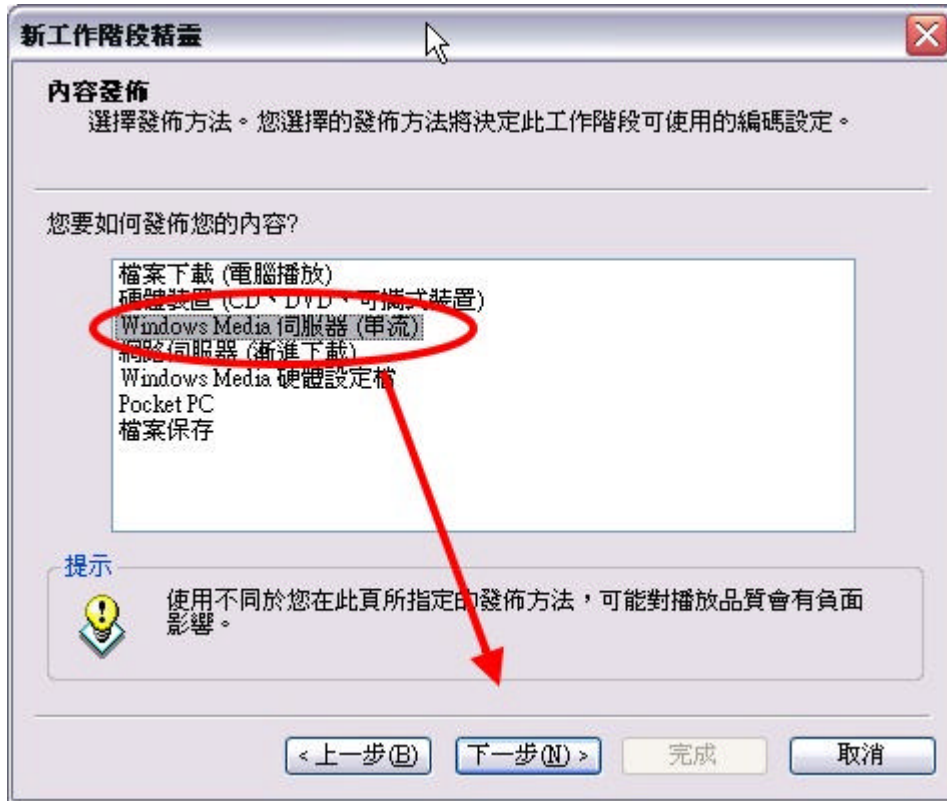 新工作階段精靈
內容發佈
選擇發佈方法。您選擇的發佈方法將決定此工作階段可使用的編碼設定。
您要如何發佈您的內容?
檔案下載 (電腦播放)
硬體裝置 (CD、DVD、可攜式裝置)
Windows Media 伺服器 (串流)
網路伺服器 (漸進下載)
Windows Media 硬體設定檔
Pocket PC
檔案保存
提示
使用不同於您在此頁所指定的發佈方法，可能對播放品質會有負面
影響。
<上一步(B)
下一步(N)>
完成
取消